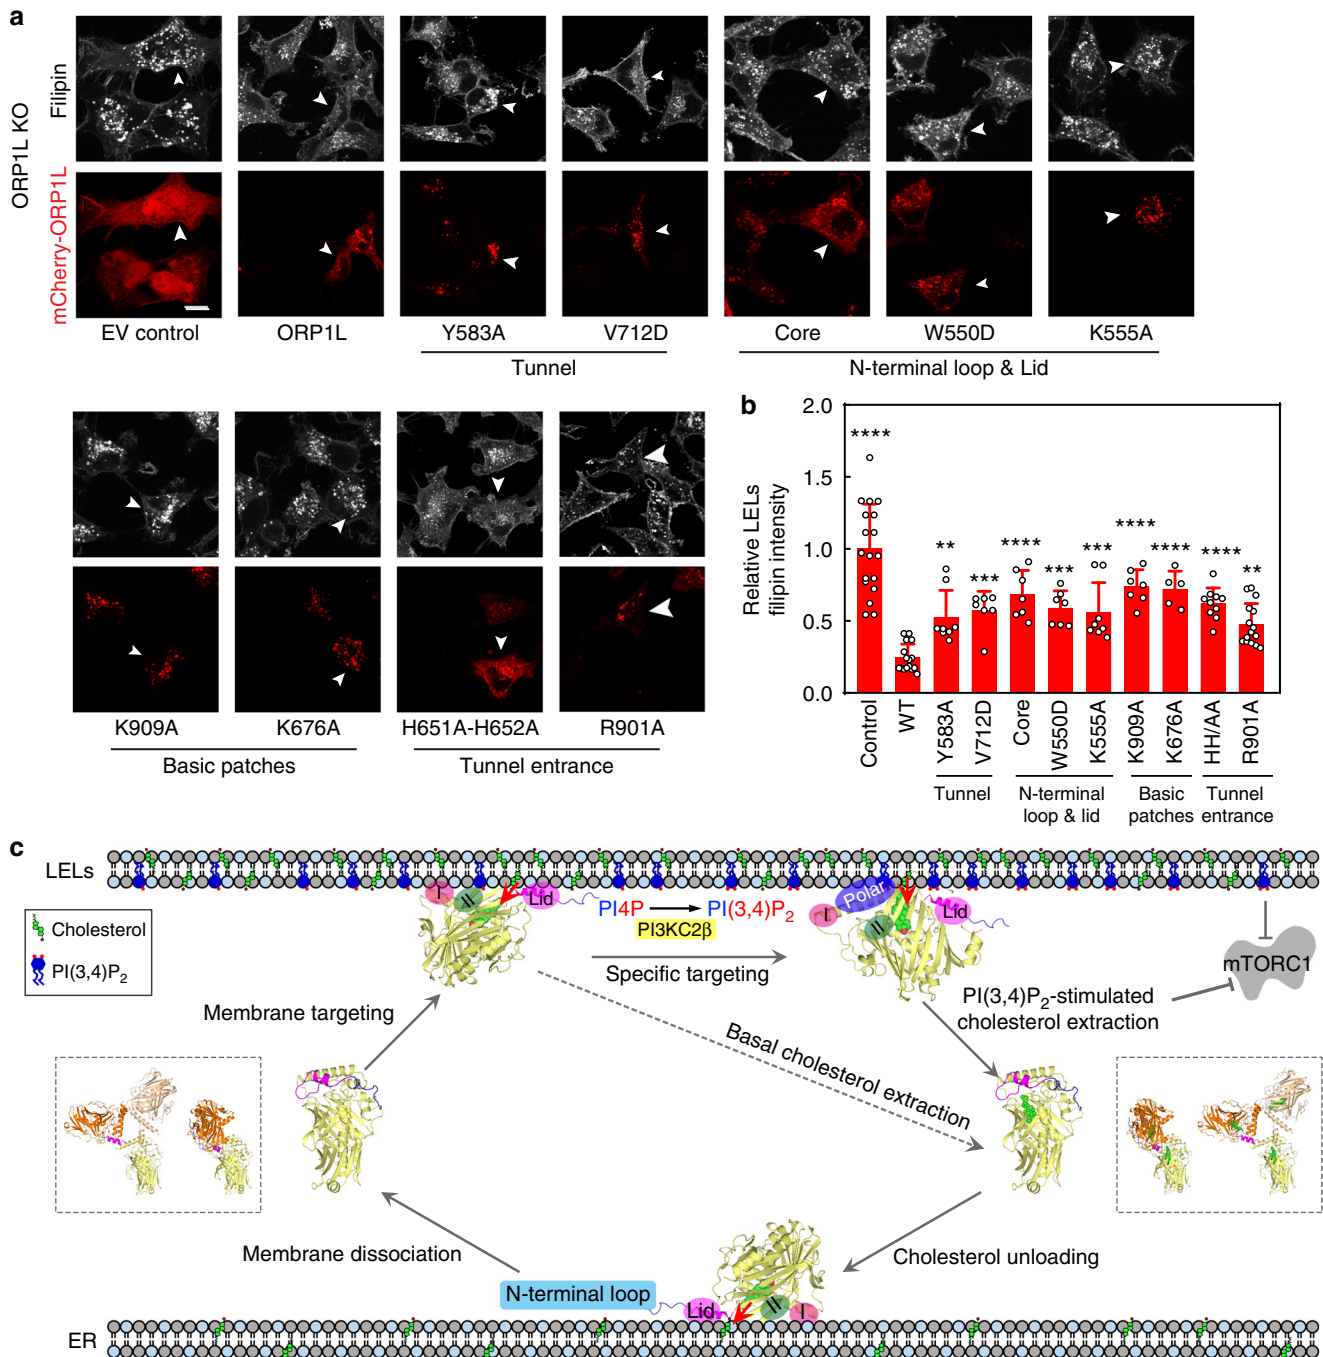 a
ORP1L KO
Filipin
mCherry-ORP1L
EV control
ORP1L
Y583A
V712D
Core
W550D
K555A
Tunnel
N-terminal loop & Lid
K909A
K676A
H651A-H652A
R901A
Basic patches
Tunnel entrance
b
Relative LELs
filipin intensity
2.0
1.5
1.0
0.5
0.0
****
**
***
****
***
***
****
****
****
**
Control
WT
Y583A
V712D
Core
W550D
K555A
K909A
K676A
HH/AA
R901A
Tunnel
N-terminal
loop & lid
Basic
patches
Tunnel
entrance
c
LELs
Cholesterol
PI(3,4)P2
I
II
Lid
PI4P
PI(3,4)P2
PI3KC2β
Specific targeting
I
Polar
II
Lid
mTORC1
PI(3,4)P2-stimulated
cholesterol extraction
Membrane targeting
Basal cholesterol extraction
Membrane dissociation
Cholesterol unloading
N-terminal loop
Lid
II
I
ER